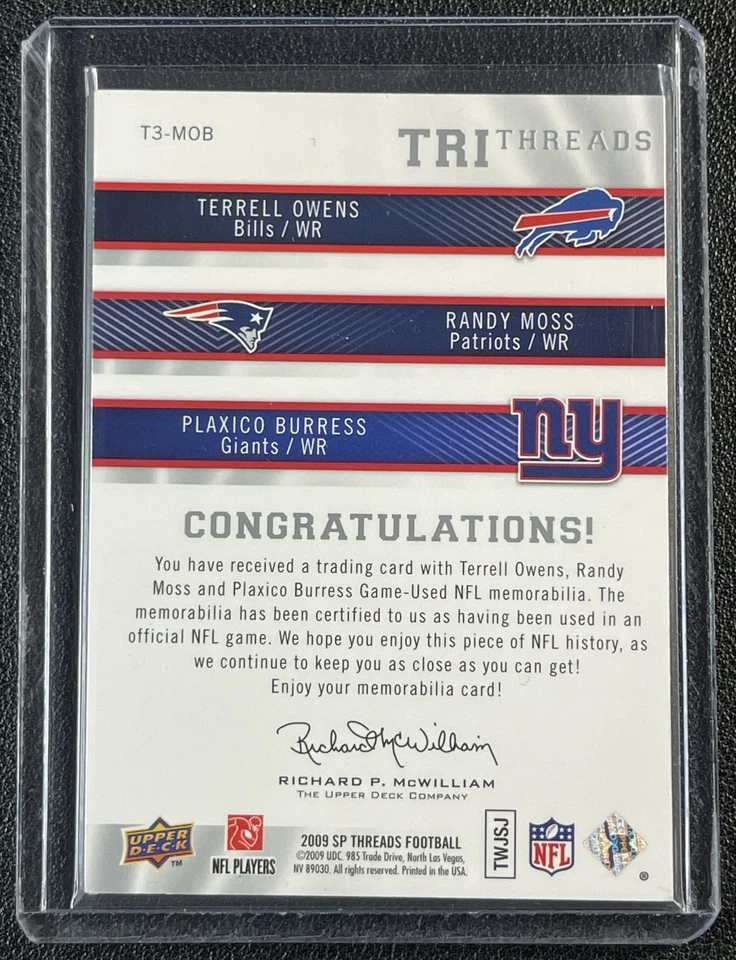 T3-MOB
TRI THREADS
TERRELL OWENS
Bills / WR
RANDY MOSS
Patriots / WR
PLAXICO BURRESS
Giants / WR
ny
CONGRATULATIONS!
You have received a trading card with Terrell Owens, Randy
Moss and Plaxico Burress Game-Used NFL memorabilia. The
memorabilia has been certified to us as having been used in an
official NFL game. We hope you enjoy this piece of NFL history, as
we continue to keep you as close as you can get!
Enjoy your memorabilia card!
Richard P. McWilliam
RICHARD P. McWILLIAM
THE UPPER DECK COMPANY
UPPER
D·E·C·K
TM
NFL PLAYERS
2009 SP THREADS FOOTBALL
©2009 UDC. 985 Trade Drive, North Las Vegas,
NV 89030. All rights reserved. Printed in the USA.
TWJSJ
NFL
®